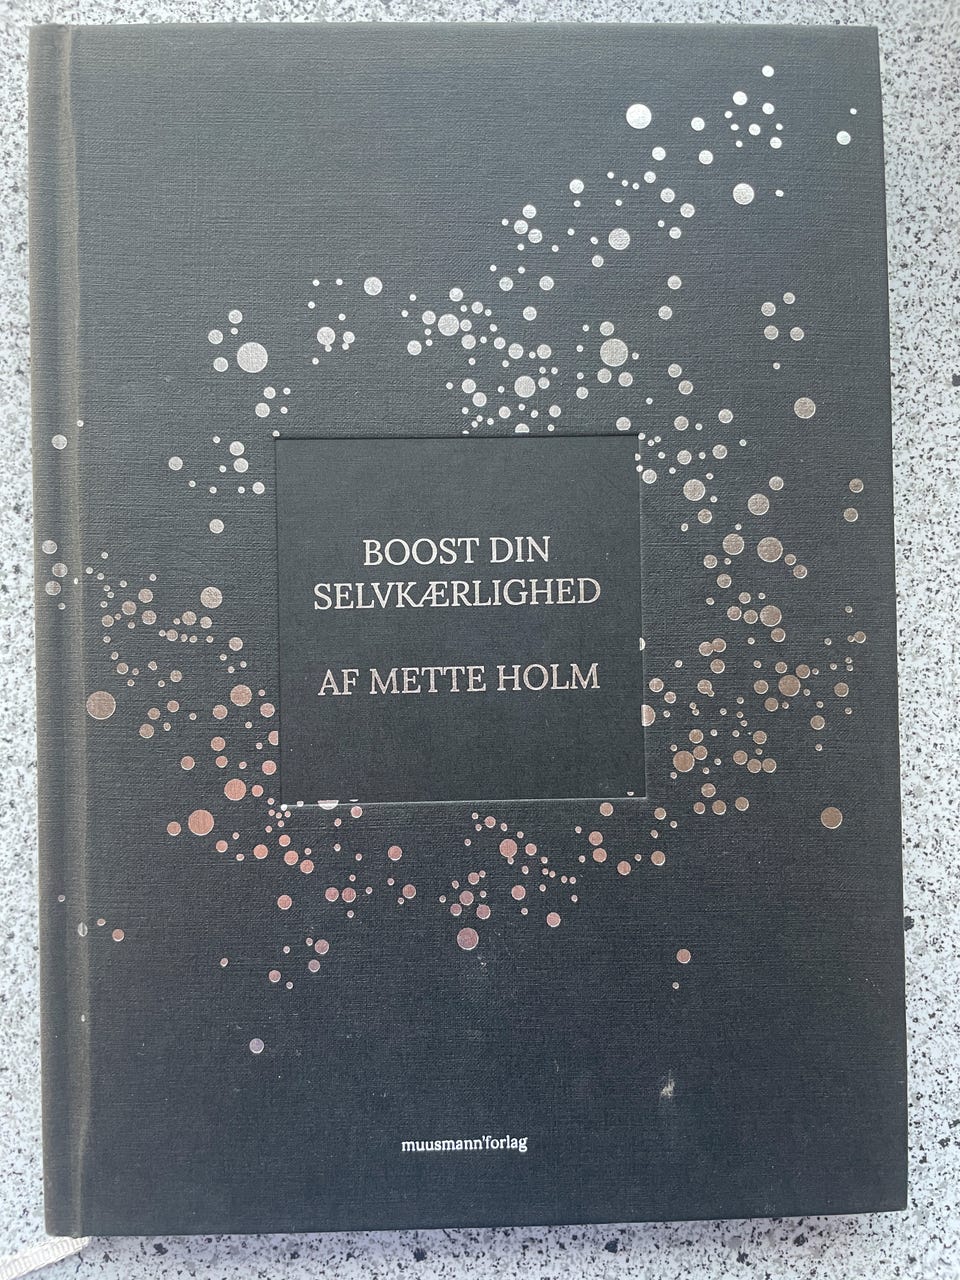 BOOST DIN
SELVKÆRLIGHED
AF METTE HOLM
muusmann'forlag